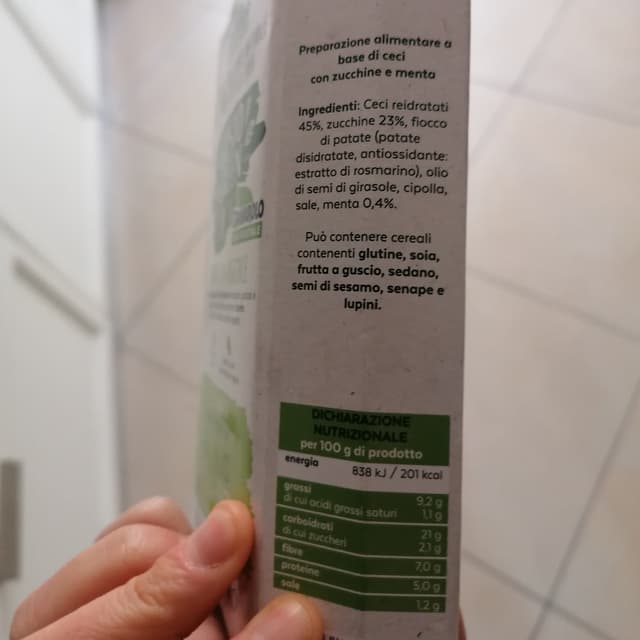 Preparazione alimentare a
base di ceci
con zucchine e menta
Ingredienti: Ceci reidratati
45%, zucchine 23%, fiocco
di patate (patate
disidratate, antiossidante:
estratto di rosmarino), olio
di semi di girasole, cipolla,
sale, menta 0,4%.
Può contenere cereali
contenenti glutine, soia,
frutta a guscio, sedano,
semi di sesamo, senape e
lupini.
DICHIARAZIONE
NUTRIZIONALE
per 100 g di prodotto
energia 838 kJ / 201 kcal
grassi 9,2 g
di cui acidi grassi saturi 1,1 g
carboidrati 21 g
di cui zuccheri 2,1 g
fibre 7,0 g
proteine 5,0 g
sale 1,2 g